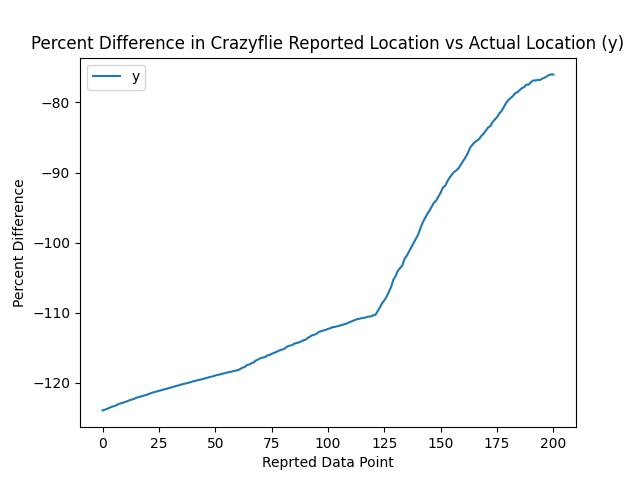 Percent Difference in Crazyflie Reported Location vs Actual Location (y)
y
−80
−90
−100
−110
−120
Percent Difference
0 25 50 75 100 125 150 175 200
Reprted Data Point